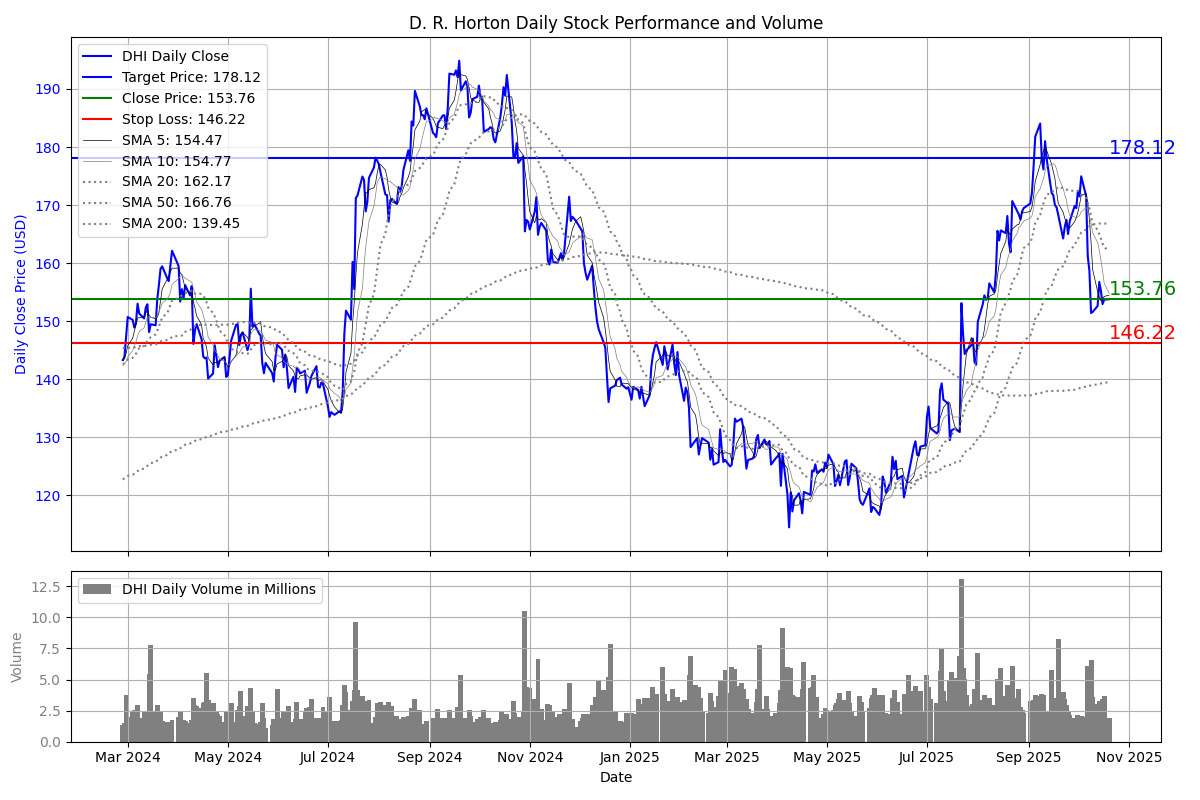 D. R. Horton Daily Stock Performance and Volume
DHI Daily Close
Target Price: 178.12
Close Price: 153.76
Stop Loss: 146.22
SMA 5: 154.47
SMA 10: 154.77
SMA 20: 162.17
SMA 50: 166.76
SMA 200: 139.45
Daily Close Price (USD)
190
180
170
160
150
140
130
120
178.12
153.76
146.22
DHI Daily Volume in Millions
Volume
12.5
10.0
7.5
5.0
2.5
0.0
Mar 2024 May 2024 Jul 2024 Sep 2024 Nov 2024 Jan 2025 Mar 2025 May 2025 Jul 2025 Sep 2025 Nov 2025
Date